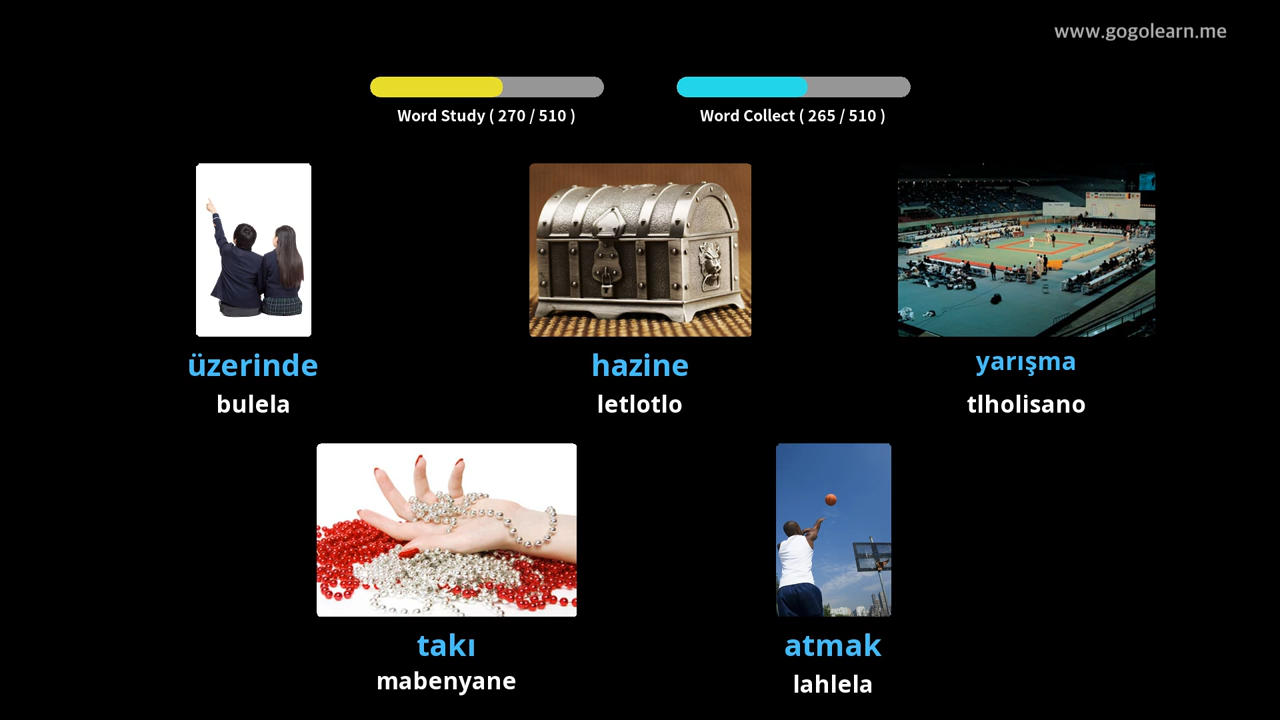 www.gogolearn.me
Word Study ( 270 / 510 )
Word Collect ( 265 / 510 )
üzerinde
bulela
hazine
letlotlo
yarışma
tlholisano
takı
mabenyane
atmak
lahlela